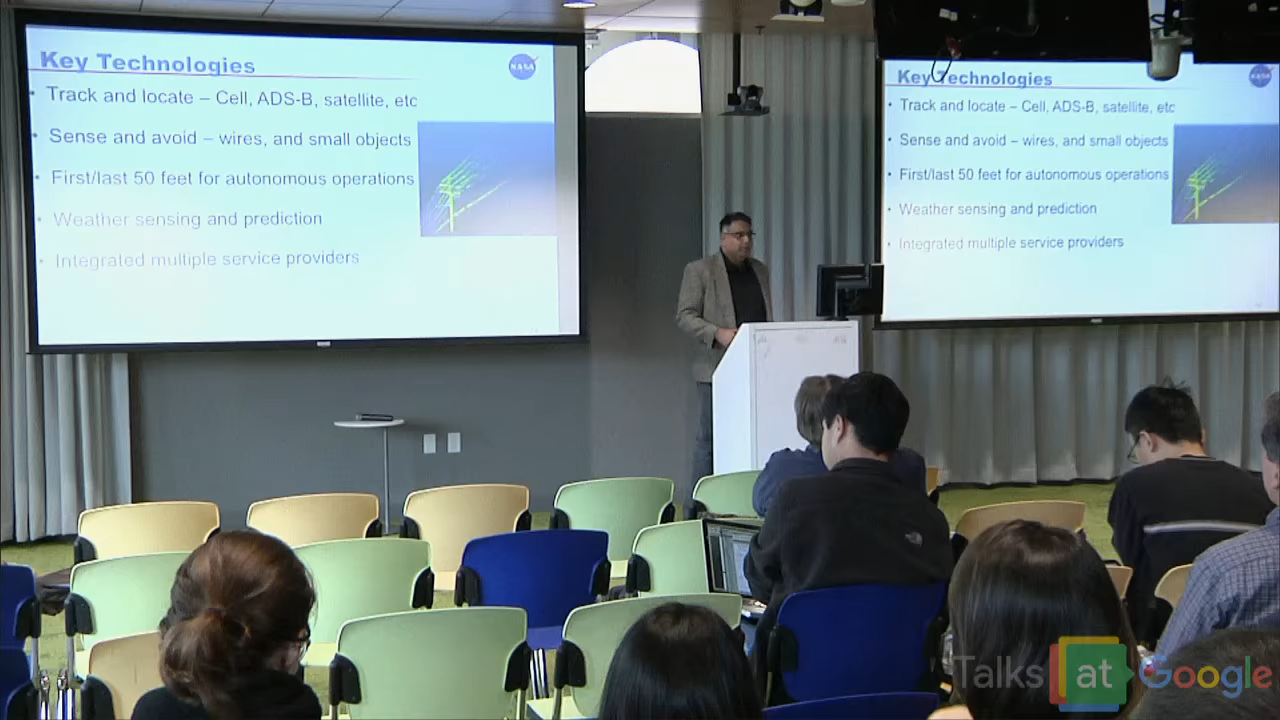 Key Technologies
NASA
Track and locate – Cell, ADS-B, satellite, etc
Sense and avoid – wires, and small objects
First/last 50 feet for autonomous operations
Weather sensing and prediction
Integrated multiple service providers
Key Technologies
NASA
Track and locate – Cell, ADS-B, satellite, etc
Sense and avoid – wires, and small objects
First/last 50 feet for autonomous operations
Weather sensing and prediction
Integrated multiple service providers
Talks at Google